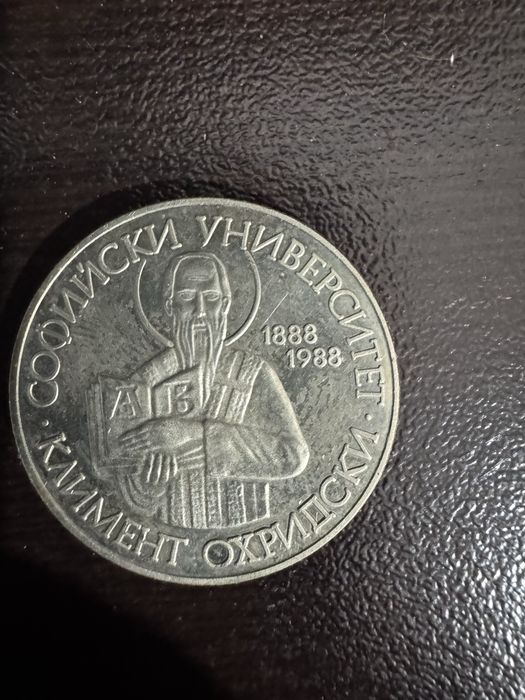 СОФИЙСКИ УНИВЕРСИТЕТ
· КЛИМЕНТ ОХРИДСКИ ·
1888
1988
А Б